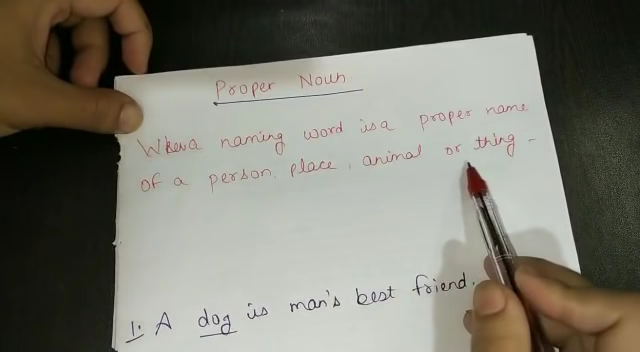 Proper Noun
When a naming word is a proper name
of a person, place, animal or thing -
1. A dog is man's best friend.